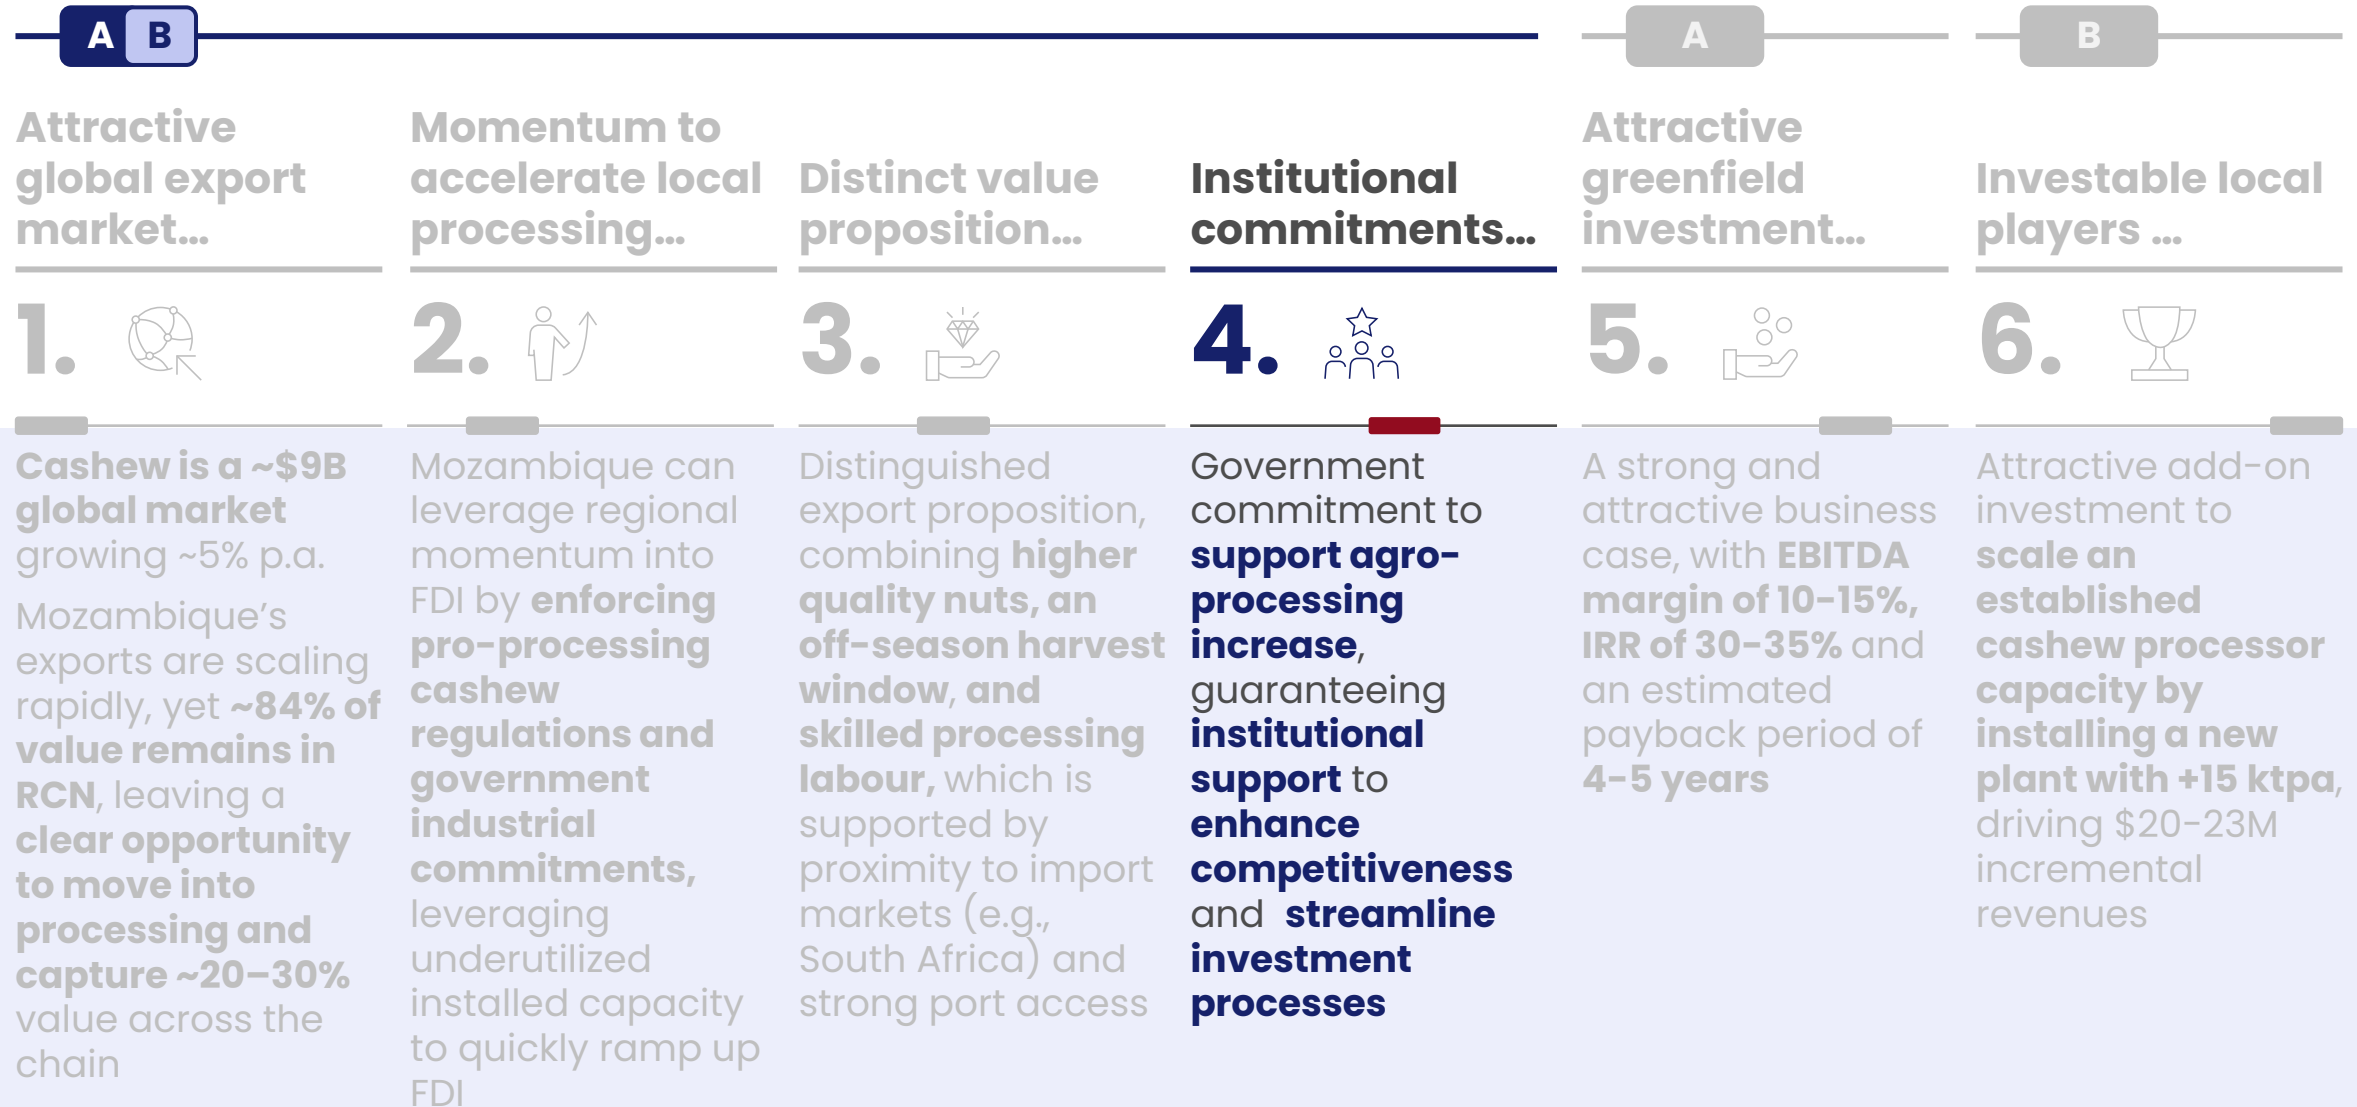 A B
A
B
Attractive
global export
market...
Momentum to
accelerate local
processing...
Distinct value
proposition...
Institutional
commitments...
Attractive
greenfield
investment...
Investable local
players ...
1.
2.
3.
4.
5.
6.
Cashew is a ~$9B
global market
growing ~5% p.a.
Mozambique's
exports are scaling
rapidly, yet ~84% of
value remains in
RCN, leaving a
clear opportunity
to move into
processing and
capture ~20–30%
value across the
chain
Mozambique can
leverage regional
momentum into
FDI by enforcing
pro-processing
cashew
regulations and
government
industrial
commitments,
leveraging
underutilized
installed capacity
to quickly ramp up
FDI
Distinguished
export proposition,
combining higher
quality nuts, an
off-season harvest
window, and
skilled processing
labour, which is
supported by
proximity to import
markets (e.g.,
South Africa) and
strong port access
Government
commitment to
support agro-
processing
increase,
guaranteeing
institutional
support to
enhance
competitiveness
and streamline
investment
processes
A strong and
attractive business
case, with EBITDA
margin of 10-15%,
IRR of 30-35% and
an estimated
payback period of
4-5 years
Attractive add-on
investment to
scale an
established
cashew processor
capacity by
installing a new
plant with +15 ktpa,
driving $20-23M
incremental
revenues